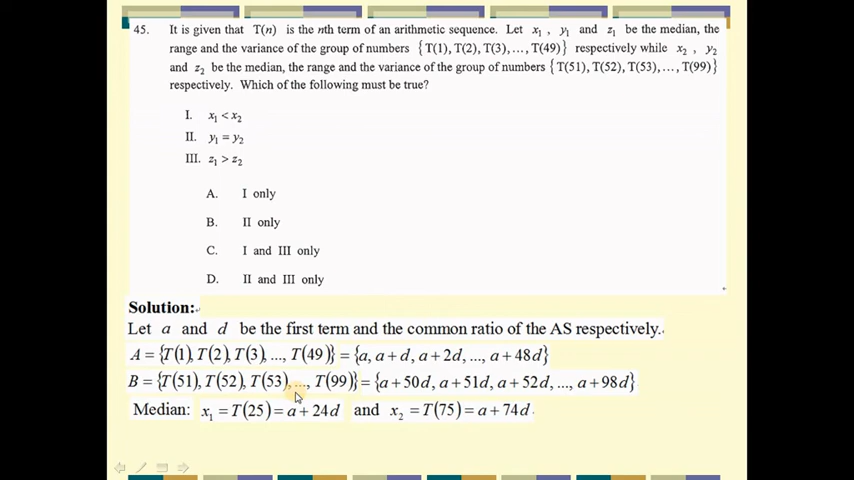 45. It is given that T(n) is the nth term of an arithmetic sequence. Let x₁ , y₁ and z₁ be the median, the
range and the variance of the group of numbers {T(1), T(2), T(3), ..., T(49)} respectively while x₂ , y₂
and z₂ be the median, the range and the variance of the group of numbers {T(51), T(52), T(53), ..., T(99)}
respectively. Which of the following must be true?
I. x₁ < x₂
II. y₁ = y₂
III. z₁ > z₂
A. I only
B. II only
C. I and III only
D. II and III only
Solution:
Let a and d be the first term and the common ratio of the AS respectively.
A = {T(1), T(2), T(3), ..., T(49)} = {a, a+d, a+2d, ..., a+48d}
B = {T(51), T(52), T(53), ..., T(99)} = {a+50d, a+51d, a+52d, ..., a+98d}
Median: x₁ = T(25) = a+24d and x₂ = T(75) = a+74d.